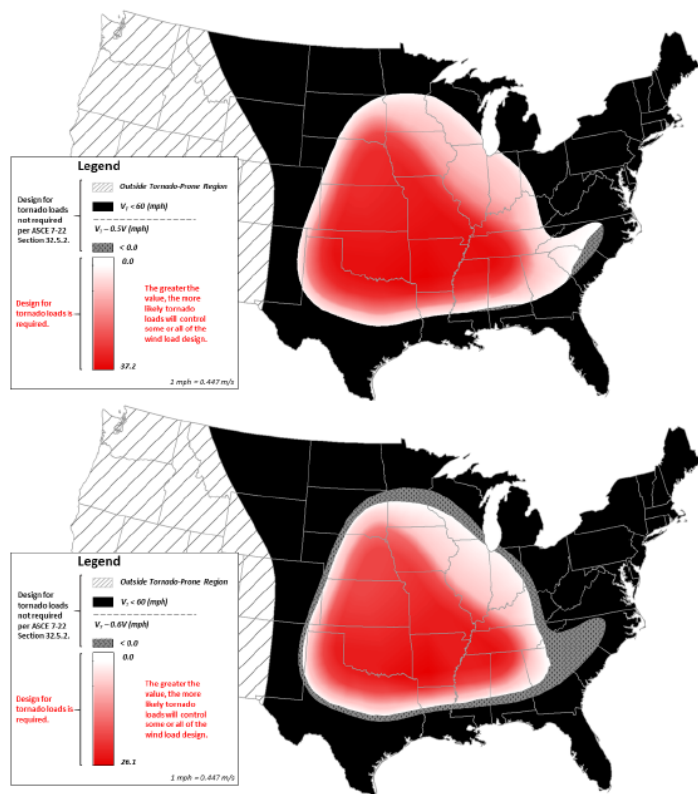 Legend
Design for
tornado loads
not required
per ASCE 7-22
Section 32.5.2.
Outside Tornado-Prone Region
V_T < 60 (mph)
V_T – 0.5V (mph)
< 0.0
0.0
Design for
tornado loads is
required.
The greater the
value, the more
likely tornado
loads will control
some or all of the
wind load design.
37.2
1 mph = 0.447 m/s
Legend
Design for
tornado loads
not required
per ASCE 7-22
Section 32.5.2.
Outside Tornado-Prone Region
V_T < 60 (mph)
V_T – 0.6V (mph)
< 0.0
0.0
Design for
tornado loads is
required.
The greater the
value, the more
likely tornado
loads will control
some or all of the
wind load design.
26.1
1 mph = 0.447 m/s